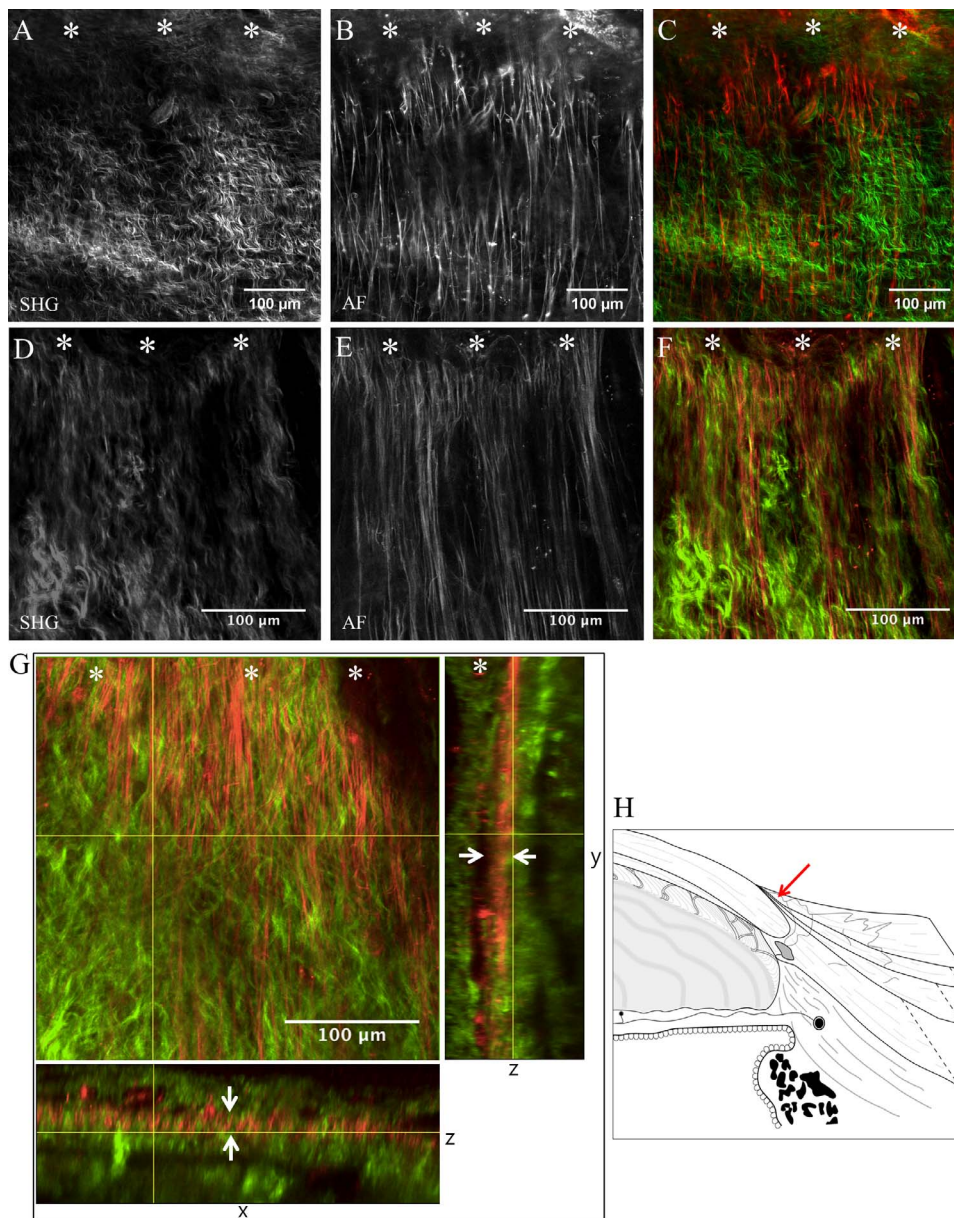 A * * *
SHG
100 µm
B * * *
AF
100 µm
C * * *
100 µm
D * * *
SHG
100 µm
E * * *
AF
100 µm
F * * *
100 µm
G * * *
100 µm
*
y
z
z
x
H